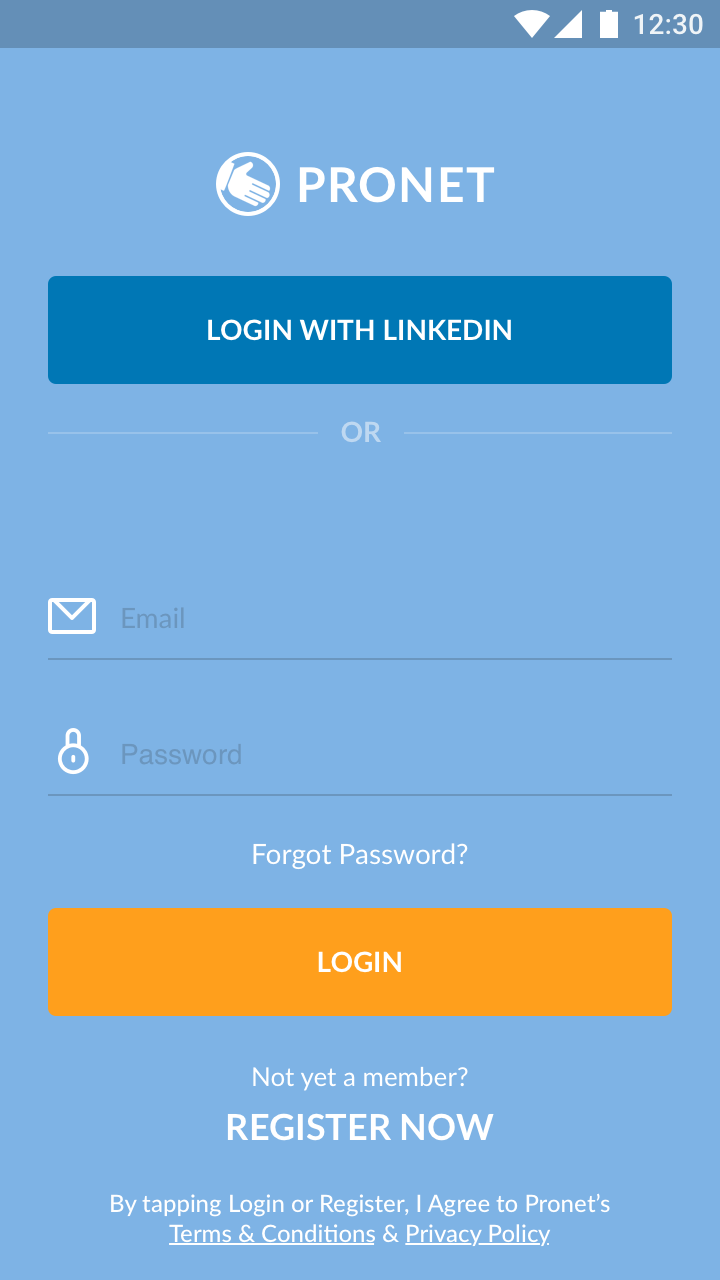 12:30
PRONET
LOGIN WITH LINKEDIN
OR
Email
Password
Forgot Password?
LOGIN
Not yet a member?
REGISTER NOW
By tapping Login or Register, I Agree to Pronet’s
Terms & Conditions & Privacy Policy